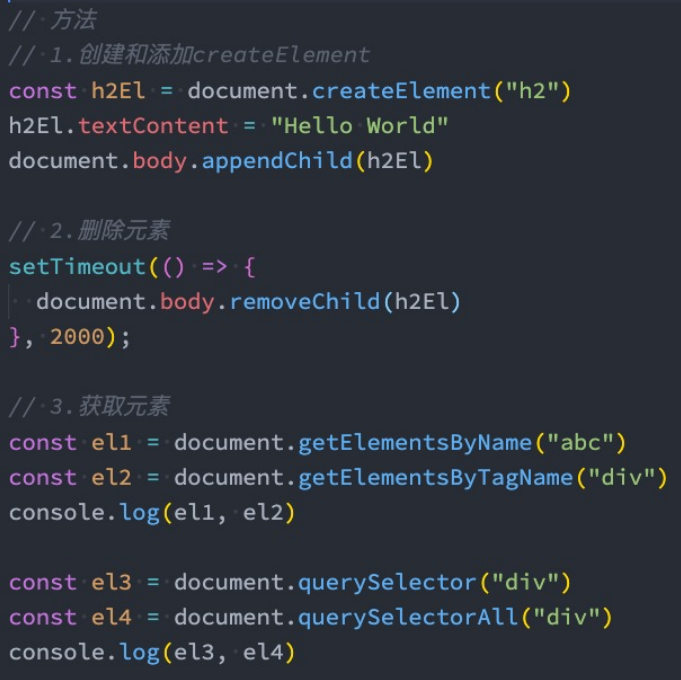 // 方法
// 1.创建和添加createElement
const h2El = document.createElement("h2")
h2El.textContent = "Hello World"
document.body.appendChild(h2El)
// 2.删除元素
setTimeout(() => {
  document.body.removeChild(h2El)
}, 2000);
// 3.获取元素
const el1 = document.getElementsByName("abc")
const el2 = document.getElementsByTagName("div")
console.log(el1, el2)
const el3 = document.querySelector("div")
const el4 = document.querySelectorAll("div")
console.log(el3, el4)